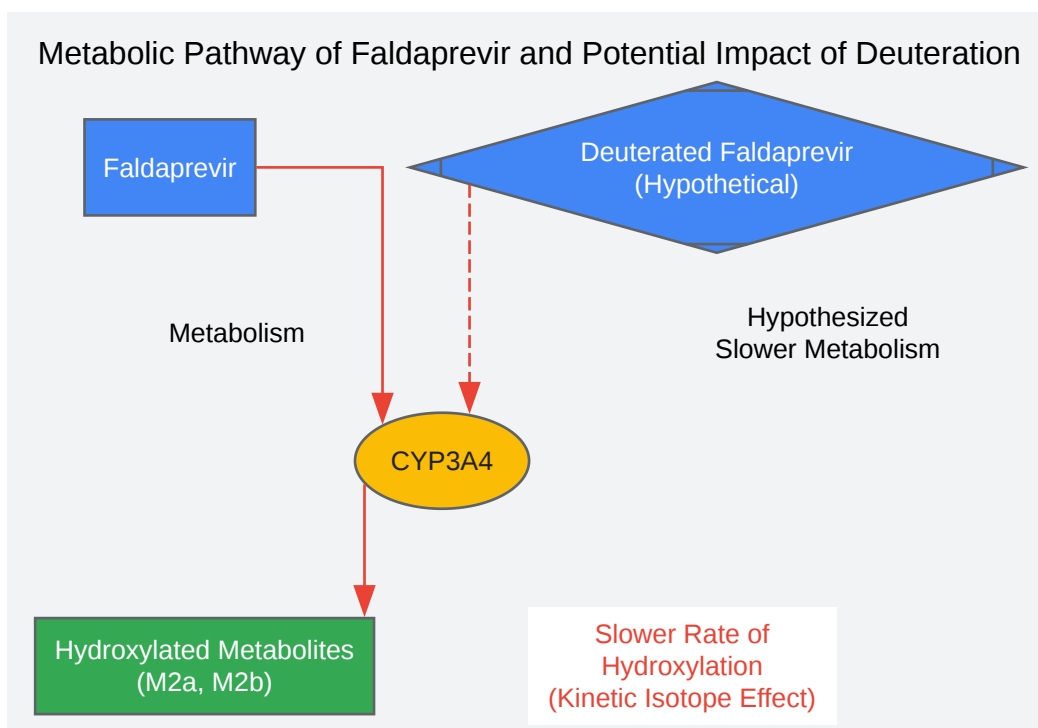 Metabolic Pathway of Faldaprevir and Potential Impact of Deuteration
Faldaprevir
Deuterated Faldaprevir
(Hypothetical)
Metabolism
Hypothesized
Slower Metabolism
CYP3A4
Hydroxylated Metabolites
(M2a, M2b)
Slower Rate of
Hydroxylation
(Kinetic Isotope Effect)